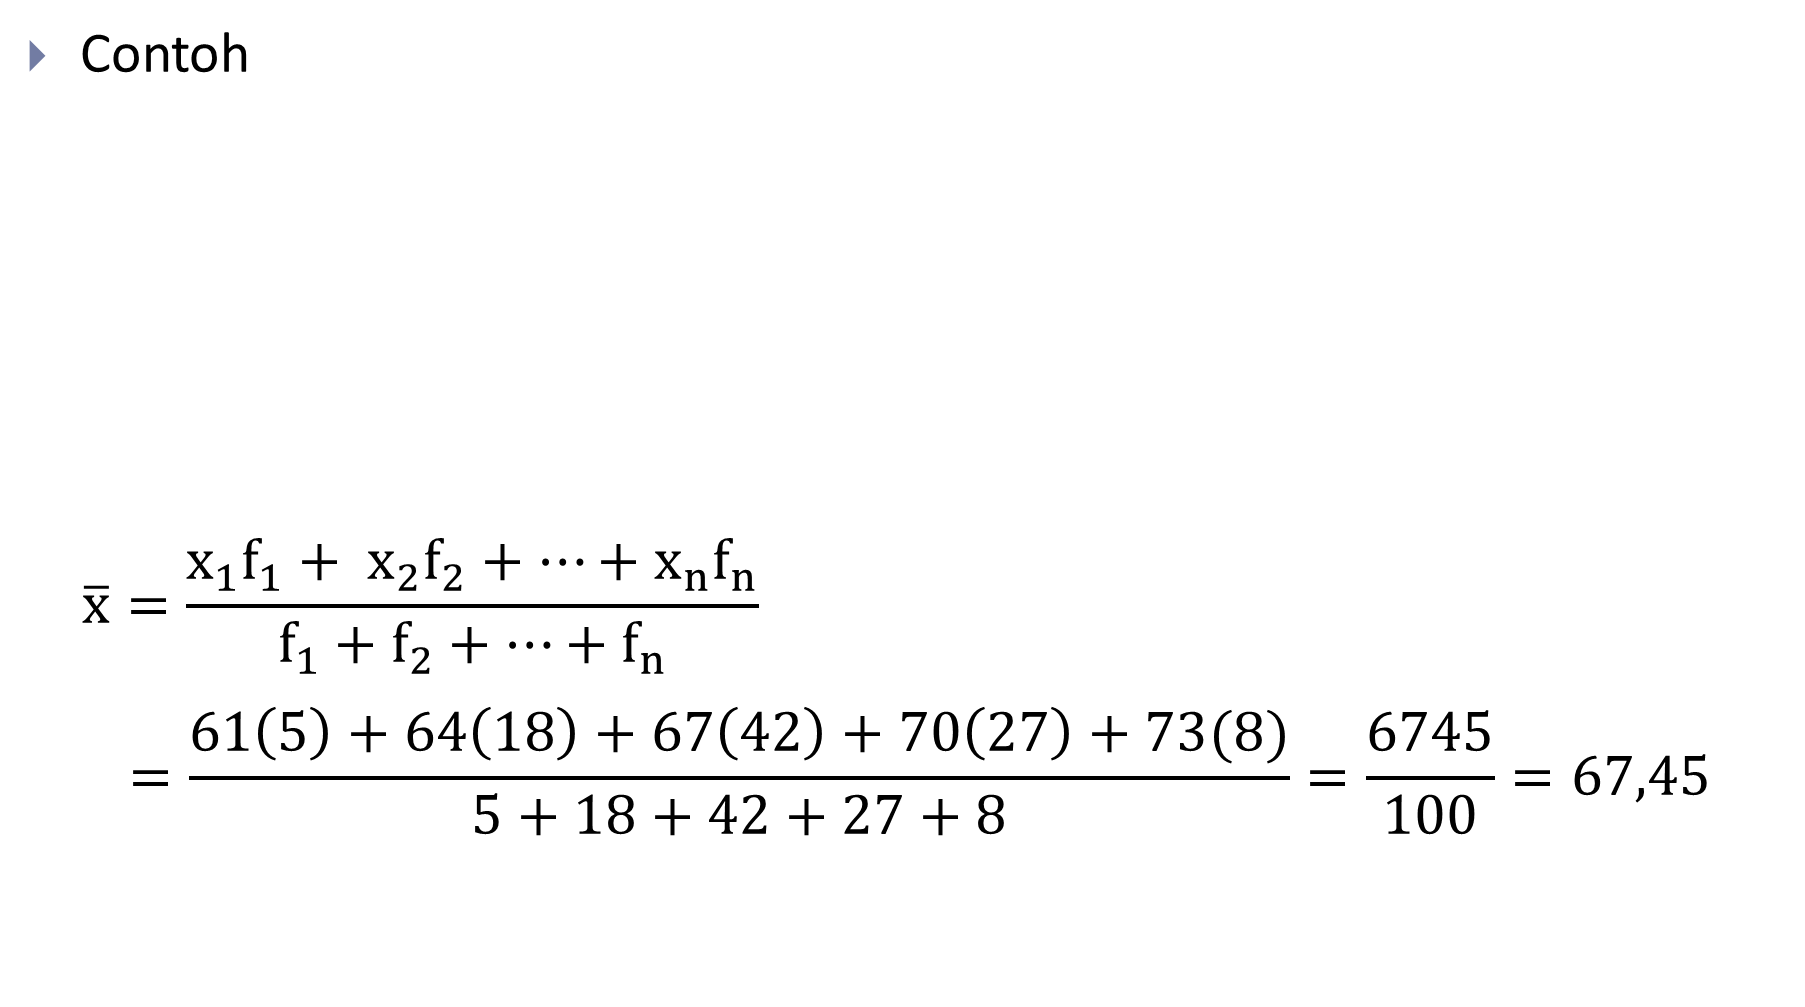 Contoh
x̄ = (x₁f₁ + x₂f₂ + ⋯ + xₙfₙ) / (f₁ + f₂ + ⋯ + fₙ)
= (61(5) + 64(18) + 67(42) + 70(27) + 73(8)) / (5 + 18 + 42 + 27 + 8) = 6745 / 100 = 67,45